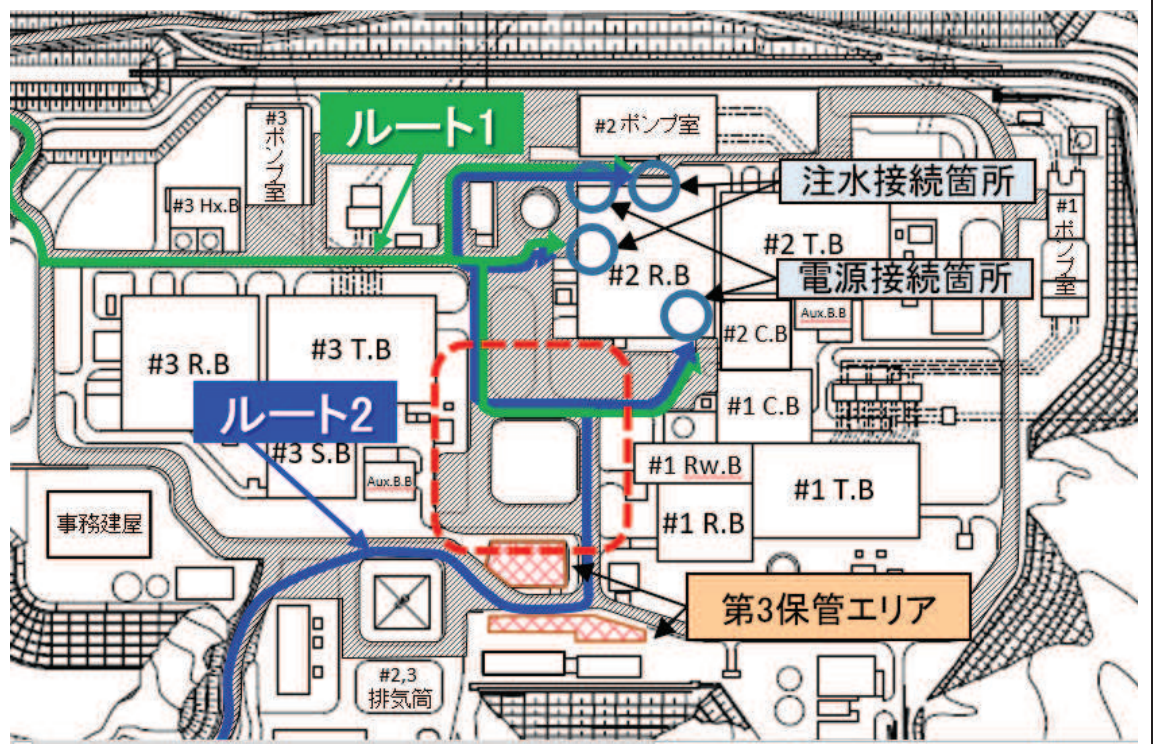 #3
ポンプ室
ルート1
#2 ポンプ室
注水接続箇所
#3 Hx.B
#1
ポンプ室
#2 T.B
#2 R.B
電源接続箇所
Aux.B.B
#2 C.B
#3 R.B
#3 T.B
ルート2
#1 C.B
#3 S.B
Aux.B.B
#1 Rw.B
#1 T.B
#1 R.B
事務建屋
第3保管エリア
#2,3
排気筒